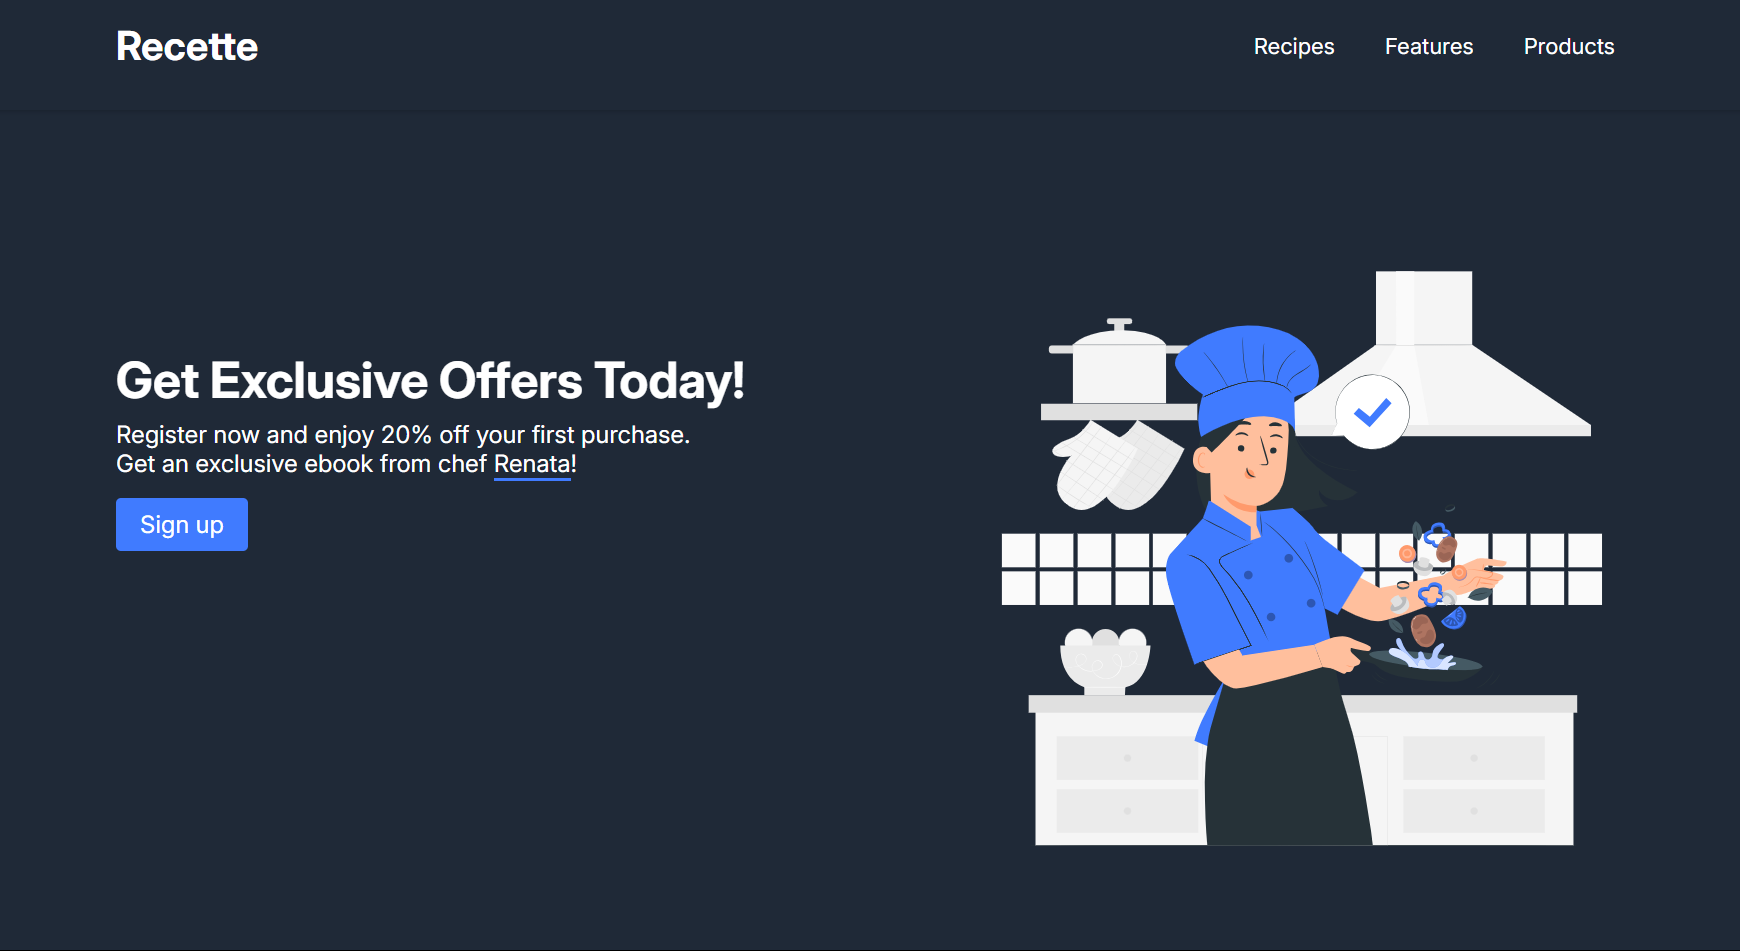 Recette
Recipes Features Products
Get Exclusive Offers Today!
Register now and enjoy 20% off your first purchase.
Get an exclusive ebook from chef Renata!
Sign up